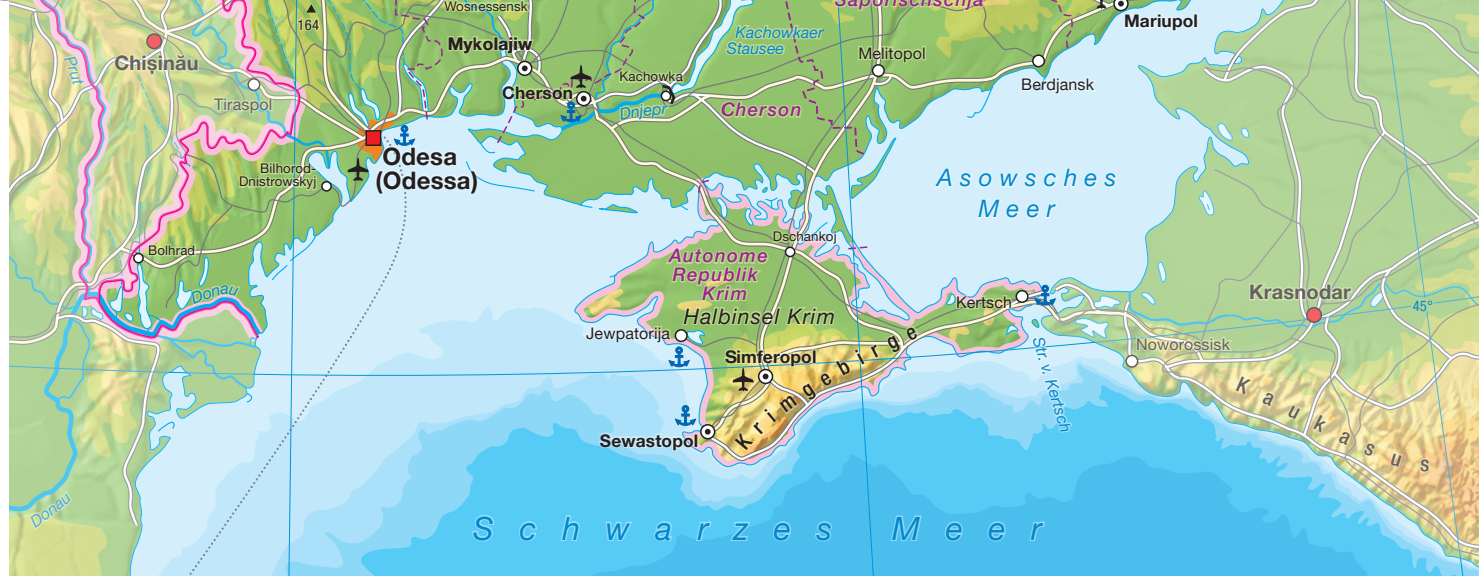 Wosnessensk
Saporischschja
164
Mykolajiw
Kachowkaer
Stausee
Mariupol
Prut
Chişinău
Melitopol
Kachowka
Berdjansk
Tiraspol
Cherson
Dnjepr
Cherson
Odesa
(Odessa)
Bilhorod-
Dnistrowskyj
Asowsches
Meer
Bolhrad
Dschankoj
Autonome
Republik
Krim
Donau
Kertsch
Krasnodar
45°
Halbinsel Krim
Jewpatorija
Noworossisk
Simferopol
Krimgebirge
Str. v. Kertsch
Kaukasus
Sewastopol
Donau
Schwarzes Meer